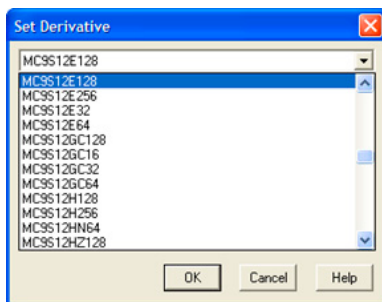 Set Derivative
MC9S12E128
MC9S12E128
MC9S12E256
MC9S12E32
MC9S12E64
MC9S12GC128
MC9S12GC16
MC9S12GC32
MC9S12GC64
MC9S12H128
MC9S12H256
MC9S12HN64
MC9S12HZ128
OK Cancel Help